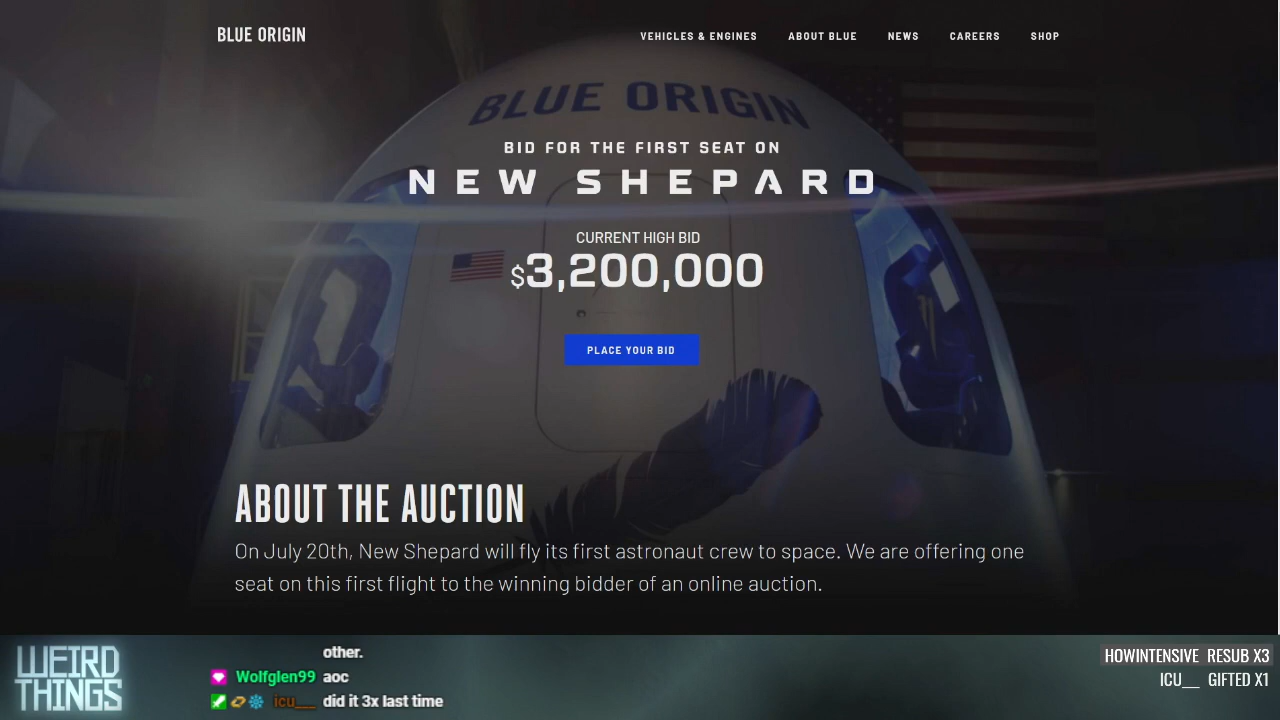 BLUE ORIGIN
VEHICLES & ENGINES ABOUT BLUE NEWS CAREERS SHOP
BLUE ORIGIN
BID FOR THE FIRST SEAT ON
NEW SHEPARD
CURRENT HIGH BID
$3,200,000
PLACE YOUR BID
ABOUT THE AUCTION
On July 20th, New Shepard will fly its first astronaut crew to space. We are offering one
seat on this first flight to the winning bidder of an online auction.
WEIRD
THINGS
other.
Wolfglen99 aoc
icu__ did it 3x last time
HOWINTENSIVE RESUB X3
ICU__ GIFTED X1